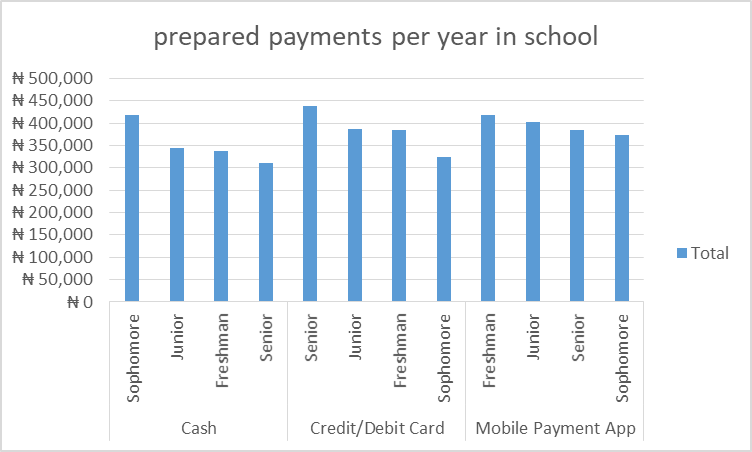 prepared payments per year in school
₦ 500,000
₦ 450,000
₦ 400,000
₦ 350,000
₦ 300,000
₦ 250,000
₦ 200,000
₦ 150,000
₦ 100,000
₦ 50,000
₦ 0
Total
Sophomore
Junior
Freshman
Senior
Senior
Junior
Freshman
Sophomore
Freshman
Junior
Senior
Sophomore
Cash
Credit/Debit Card
Mobile Payment App